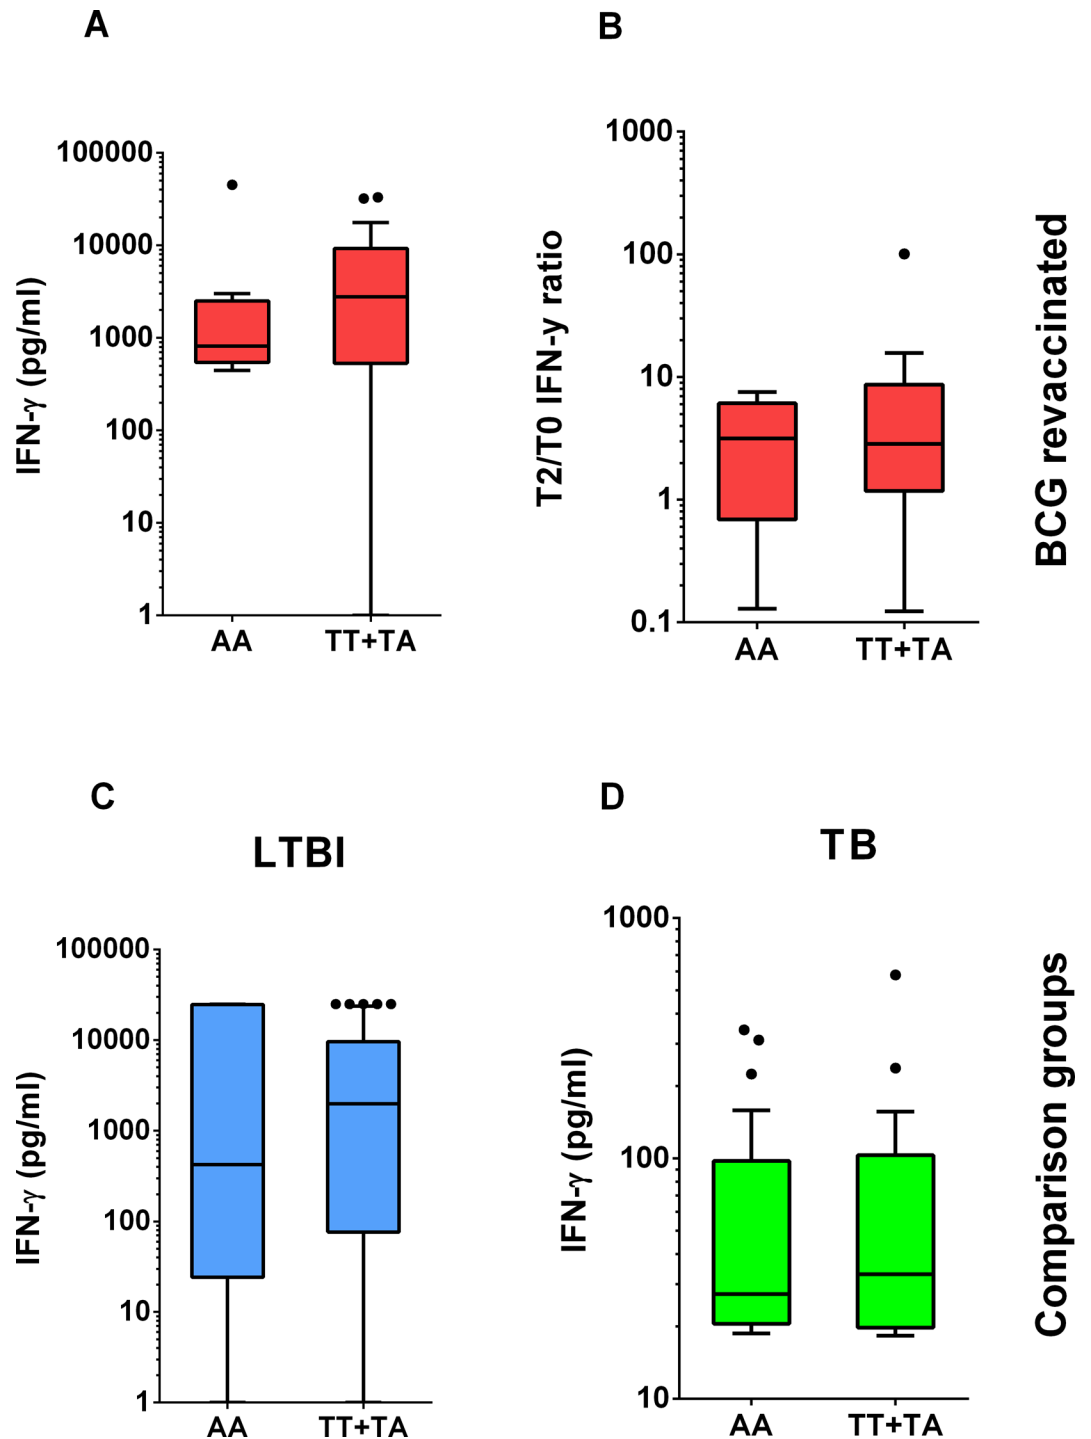 A
IFN-γ (pg/ml)
100000
10000
1000
100
10
1
AA
TT+TA
B
T2/T0 IFN-y ratio
1000
100
10
1
0.1
AA
TT+TA
BCG revaccinated
C
LTBI
IFN-γ (pg/ml)
100000
10000
1000
100
10
1
AA
TT+TA
D
TB
IFN-γ (pg/ml)
1000
100
10
AA
TT+TA
Comparison groups